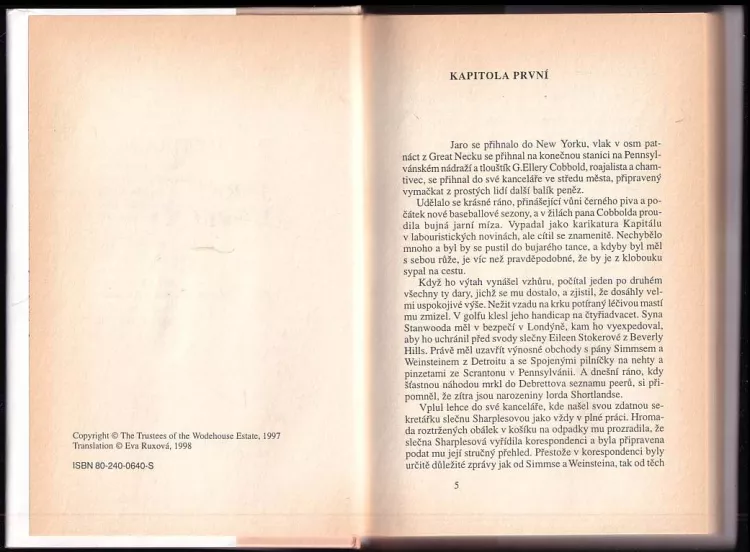 Copyright © The Trustees of the Wodehouse Estate, 1997
Translation © Eva Ruxová, 1998
ISBN 80-240-0640-S
KAPITOLA PRVNÍ
Jaro se přihnalo do New Yorku, vlak v osm pat-
náct z Great Necku se přihnal na konečnou stanici na Pensyl-
vánském nádraží a tlouštík G.Ellery Cobbold, roajalista a cham-
tivec, se přihnal do své kanceláře ve středu města, připravený
vymačkat z prostých lidí další balík peněz.
Udělalo se krásné ráno, přinášející vůni černého piva a po-
čátek nové baseballové sezony, a v žilách pana Cobbolda prou-
dila bujná jarní míza. Vypadal jako karikatura Kapitálu
v labouristických novinách, ale cítil se znamenitě. Nechybělo
mnoho a byl by se pustil do bujarého tance, a kdyby byl měl
s sebou růže, je víc než pravděpodobné, že by je z klobouku
sypal na cestu.
Když ho výtah vynášel vzhůru, počítal jeden po druhém
všechny ty dary, jichž se mu dostalo, a zjistil, že dosáhly vel-
mi uspokojivé výše. Nežit vzadu na krku potíraný léčivou mastí
mu zmizel. V golfu klesl jeho handicap na čtyřiadvacet. Syna
Stanwooda měl v bezpečí v Londýně, kam ho vyexpedoval,
aby ho uchránil před svody slečny Eileen Stokerové z Beverly
Hills. Právě měl uzavřít výnosné obchody s pány Simmsem a
Weinsteinem z Detroitu a se Spojenými pilníčky na nehty a
pinzetami ze Scrantonu v Pensylvánii. A dnešní ráno, kdy
šťastnou náhodou mrkl do Debrettova seznamu peerů, si při-
pomněl, že zítra jsou narozeniny lorda Shortlandse.
Vplul lehce do své kanceláře, kde našel svou zdatnou se-
kretářku slečnu Sharplesovou jako vždy v plné práci. Hroma-
da roztržených obálek v košíku na odpadky mu prozradila, že
slečna Sharplesová vyřídila korespondenci a byla připravena
podat mu její stručný přehled. Přestože v korespondenci byly
určitě důležité zprávy jak od Simmse a Weinsteina, tak od těch
5